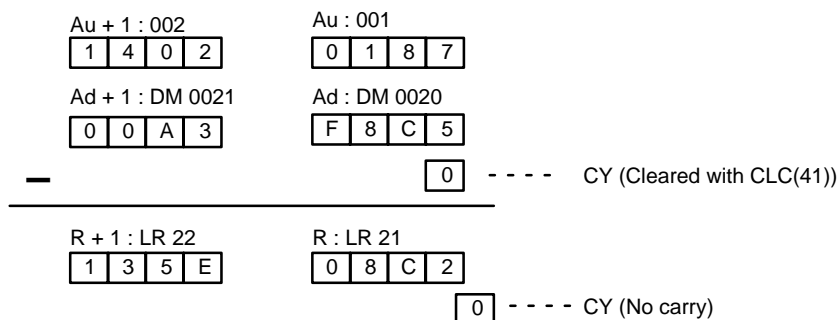 Au + 1 : 002 Au : 001
1 4 0 2 0 1 8 7
Ad + 1 : DM 0021 Ad : DM 0020
0 0 A 3 F 8 C 5
– 0 - - - - CY (Cleared with CLC(41))
R + 1 : LR 22 R : LR 21
1 3 5 E 0 8 C 2
0 - - - - CY (No carry)